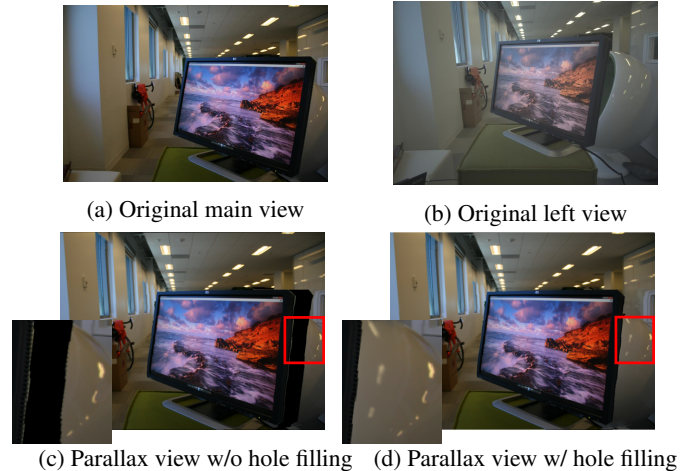 (a) Original main view
(b) Original left view
(c) Parallax view w/o hole filling
(d) Parallax view w/ hole filling